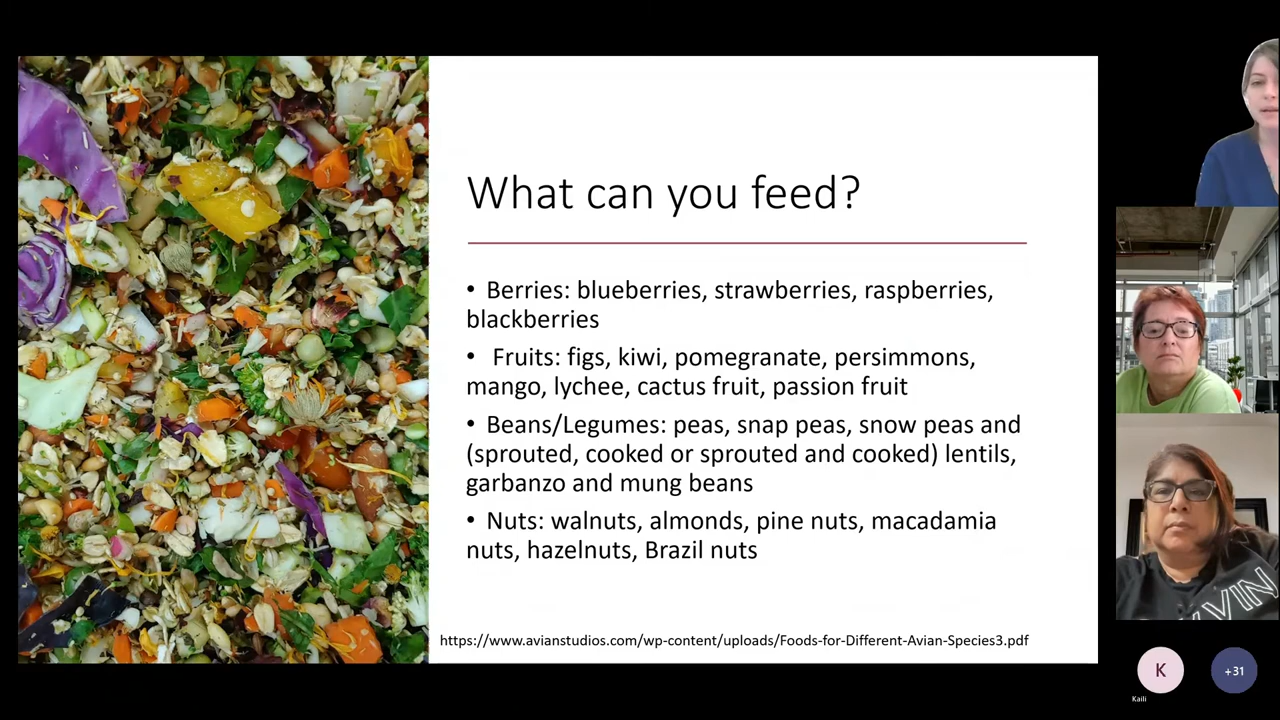 What can you feed?
• Berries: blueberries, strawberries, raspberries,
blackberries
• Fruits: figs, kiwi, pomegranate, persimmons,
mango, lychee, cactus fruit, passion fruit
• Beans/Legumes: peas, snap peas, snow peas and
(sprouted, cooked or sprouted and cooked) lentils,
garbanzo and mung beans
• Nuts: walnuts, almonds, pine nuts, macadamia
nuts, hazelnuts, Brazil nuts
https://www.avianstudios.com/wp-content/uploads/Foods-for-Different-Avian-Species3.pdf
K
+31
Kaili